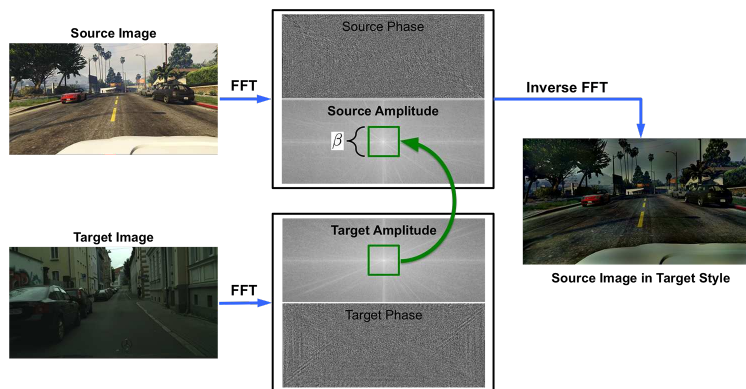 Source Image
Source Phase
FFT
Inverse FFT
Source Amplitude
β
Target Image
Target Amplitude
Source Image in Target Style
FFT
Target Phase